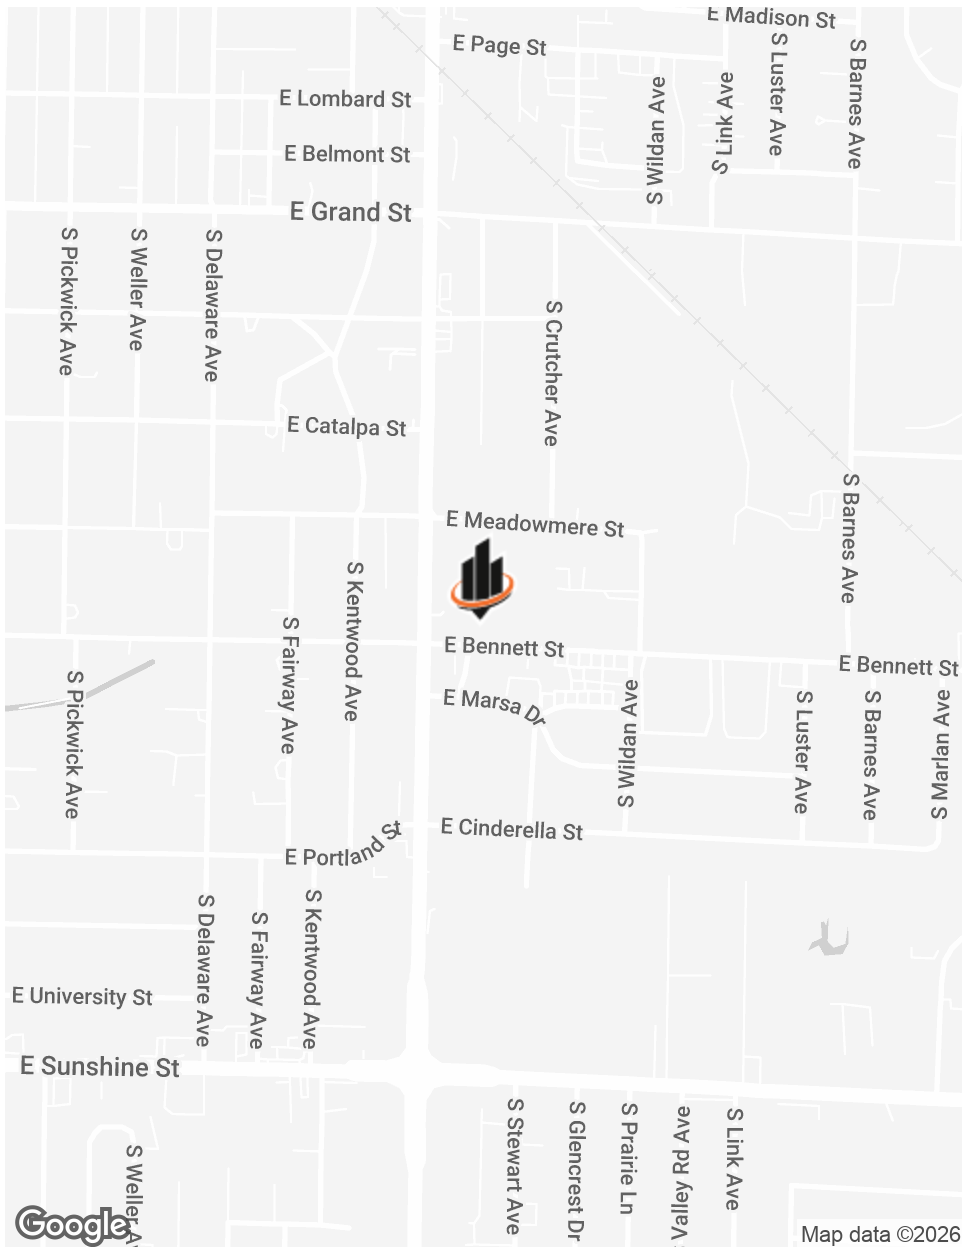 E Madison St
E Page St
S Luster Ave
S Barnes Ave
S Link Ave
S Wildan Ave
E Lombard St
E Belmont St
E Grand St
S Pickwick Ave
S Weller Ave
S Delaware Ave
S Crutcher Ave
E Catalpa St
S Barnes Ave
E Meadowmere St
S Kentwood Ave
S Fairway Ave
E Bennett St
E Bennett St
S Pickwick Ave
E Marsa Dr
S Wildan Ave
S Luster Ave
S Barnes Ave
S Marlan Ave
E Cinderella St
E Portland St
S Delaware Ave
S Fairway Ave
S Kentwood Ave
E University St
E Sunshine St
S Stewart Ave
S Glencrest Dr
S Prairie Ln
Valley Rd Ave
S Link Ave
S Weller
Google
Map data ©2026